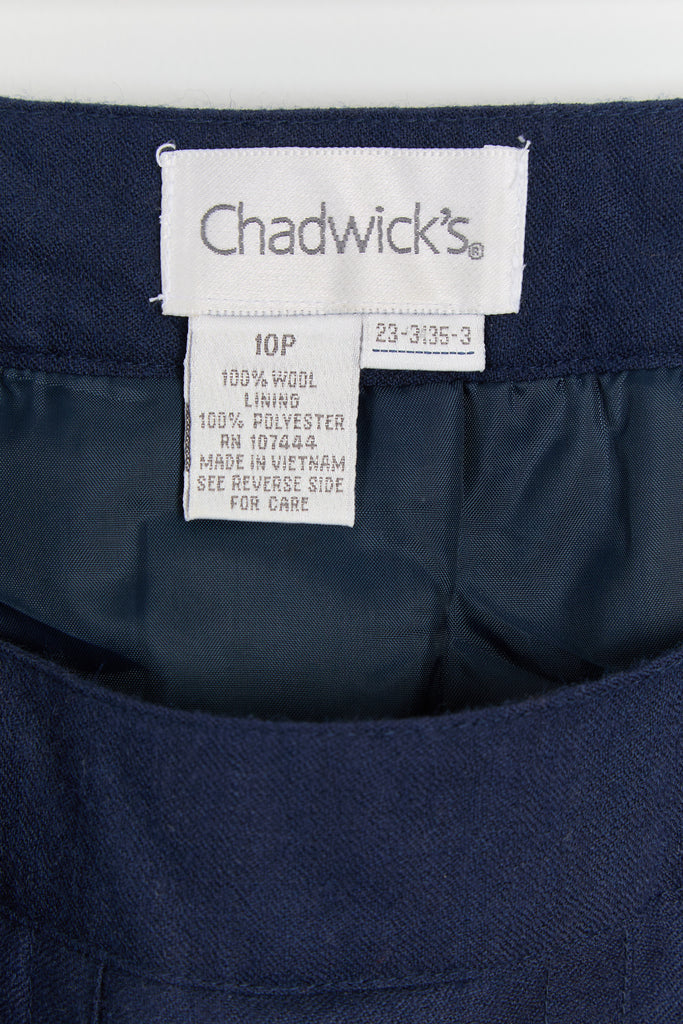 Chadwick's®
10P
23-3135-3
100% WOOL
LINING
100% POLYESTER
RN 107444
MADE IN VIETNAM
SEE REVERSE SIDE
FOR CARE